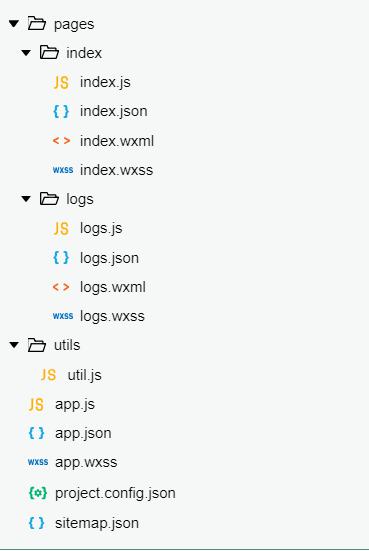 pages
index
JS index.js
{ } index.json
< > index.wxml
wxss index.wxss
logs
JS logs.js
{ } logs.json
< > logs.wxml
wxss logs.wxss
utils
JS util.js
JS app.js
{ } app.json
wxss app.wxss
{o} project.config.json
{ } sitemap.json